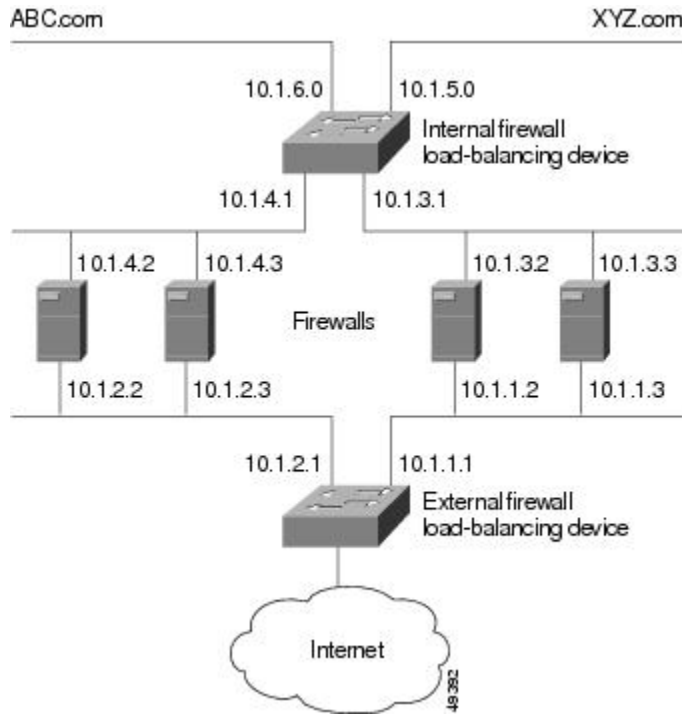 ABC.com
XYZ.com
10.1.6.0
10.1.5.0
Internal firewall
load-balancing device
10.1.4.1
10.1.3.1
10.1.4.2
10.1.4.3
10.1.3.2
10.1.3.3
Firewalls
10.1.2.2
10.1.2.3
10.1.1.2
10.1.1.3
10.1.2.1
10.1.1.1
External firewall
load-balancing device
Internet
49392